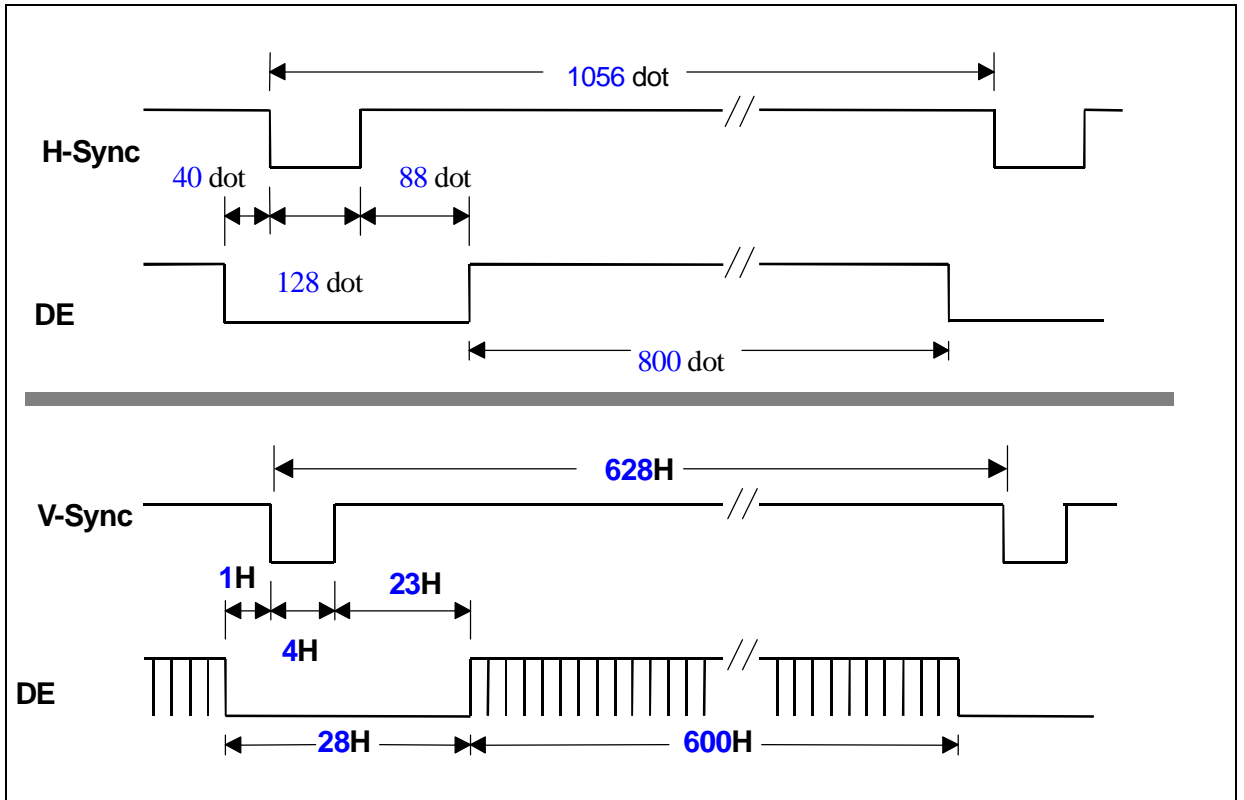 1056 dot
H-Sync
40 dot
88 dot
128 dot
DE
800 dot
628H
V-Sync
1H
23H
4H
DE
28H
600H